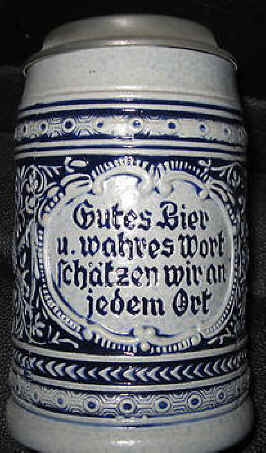 Gutes Bier
u. wahres Wort
schätzen wir an
jedem Ort